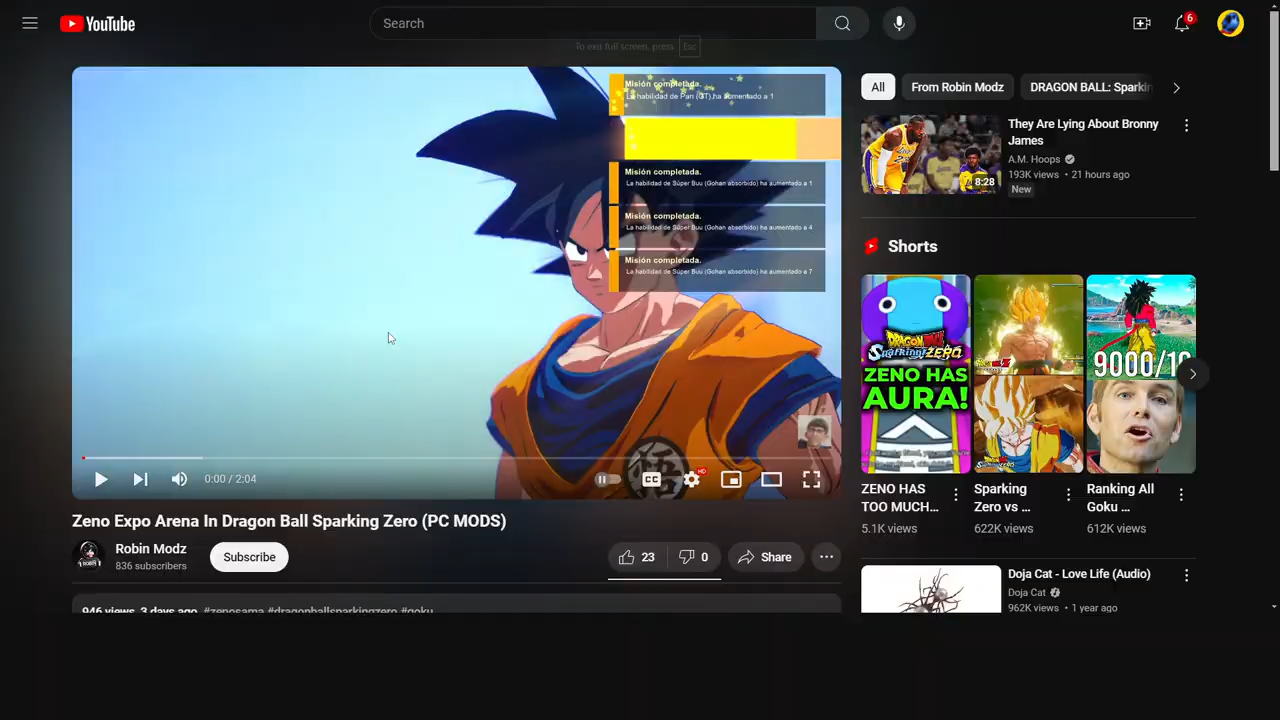 YouTube
Search
6
To exit full screen, press Esc
Misión completada.
La habilidad de Pan (GT) ha aumentado a 1
Misión completada.
La habilidad de Súper Buu (Gohan absorbido) ha aumentado a 1
Misión completada.
La habilidad de Súper Buu (Gohan absorbido) ha aumentado a 4
Misión completada.
La habilidad de Súper Buu (Gohan absorbido) ha aumentado a 7
0:00 / 2:04
CC
HD
Zeno Expo Arena In Dragon Ball Sparking Zero (PC MODS)
Robin Modz
836 subscribers
Subscribe
23
0
Share
946 views 3 days ago #zenosama #dragonballsparkingzero #goku
All
From Robin Modz
DRAGON BALL: Sparkin
They Are Lying About Bronny
James
A.M. Hoops
193K views • 21 hours ago
New
8:28
Shorts
DRAGON BALL
Sparking! ZERO
ZENO HAS
AURA!
9000/10
ZENO HAS
TOO MUCH...
5.1K views
Sparking
Zero vs ...
622K views
Ranking All
Goku ...
612K views
Doja Cat - Love Life (Audio)
Doja Cat
962K views • 1 year ago